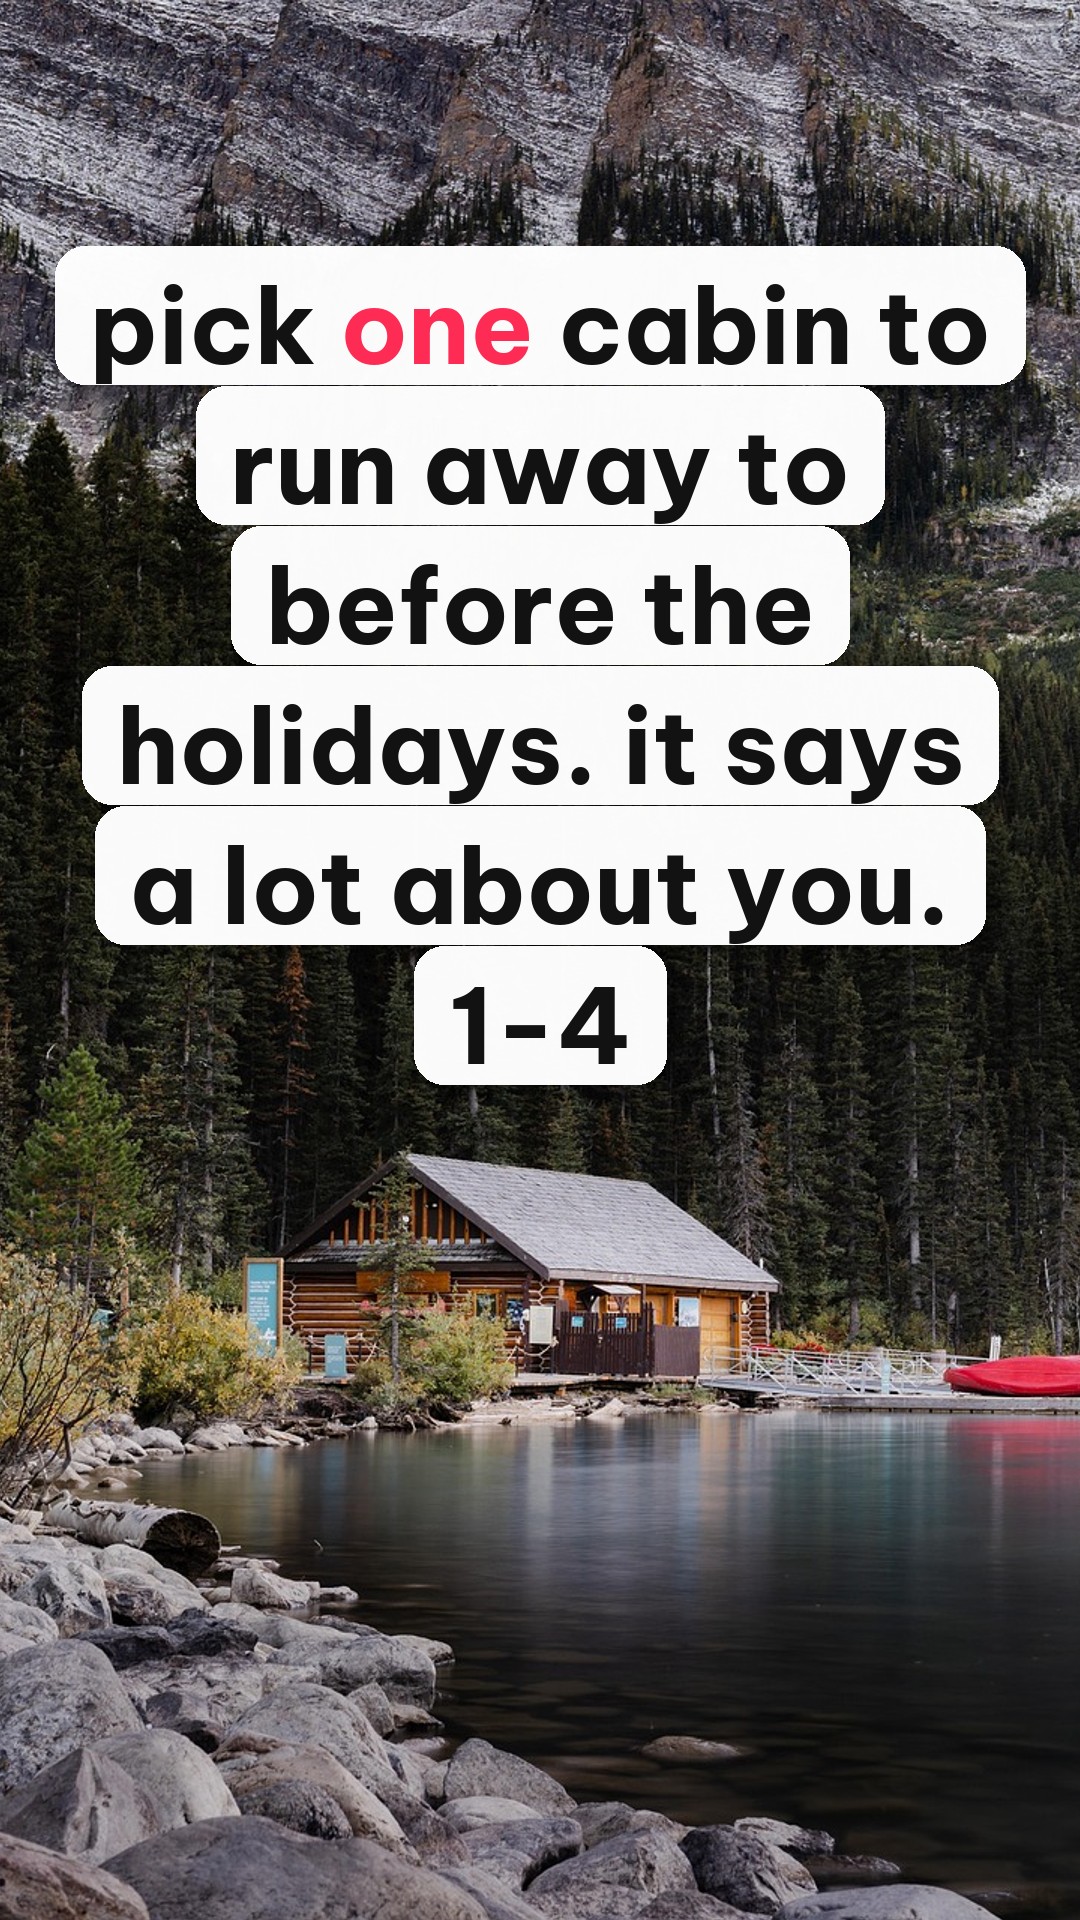 pick one cabin to
run away to
before the
holidays. it says
a lot about you.
1-4